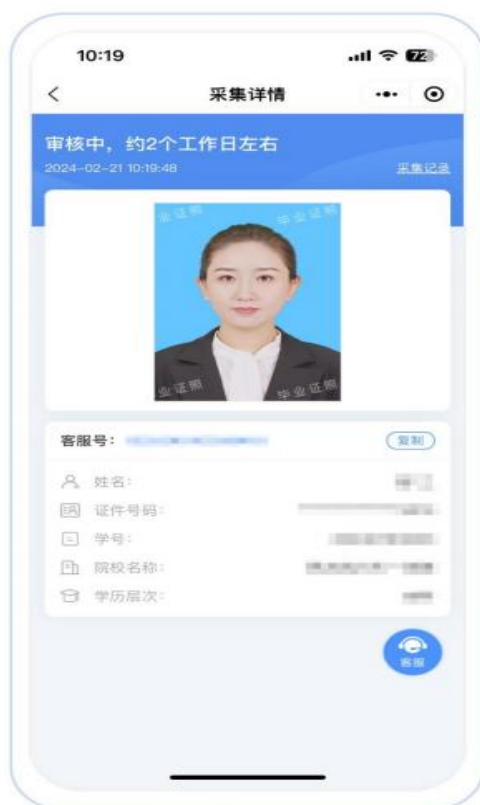 10:19 72
采集详情
审核中，约2个工作日左右
2024-02-21 10:19:48 采集记录
业证照 毕业证照
业证照 毕业证照
客服号： 复制
姓名：
证件号码：
学号：
院校名称：
学历层次：
客服